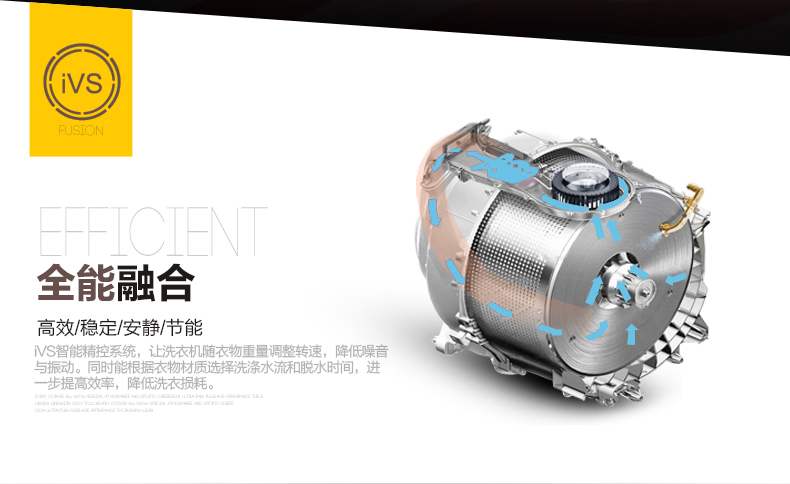 iVS
FUSION
EFFICIENT
全能融合
高效/稳定/安静/节能
iVS智能精控系统，让洗衣机随衣物重量调整转速，降低噪音
与振动。同时能根据衣物材质选择洗涤水流和脱水时间，进
一步提高效率，降低洗衣损耗。